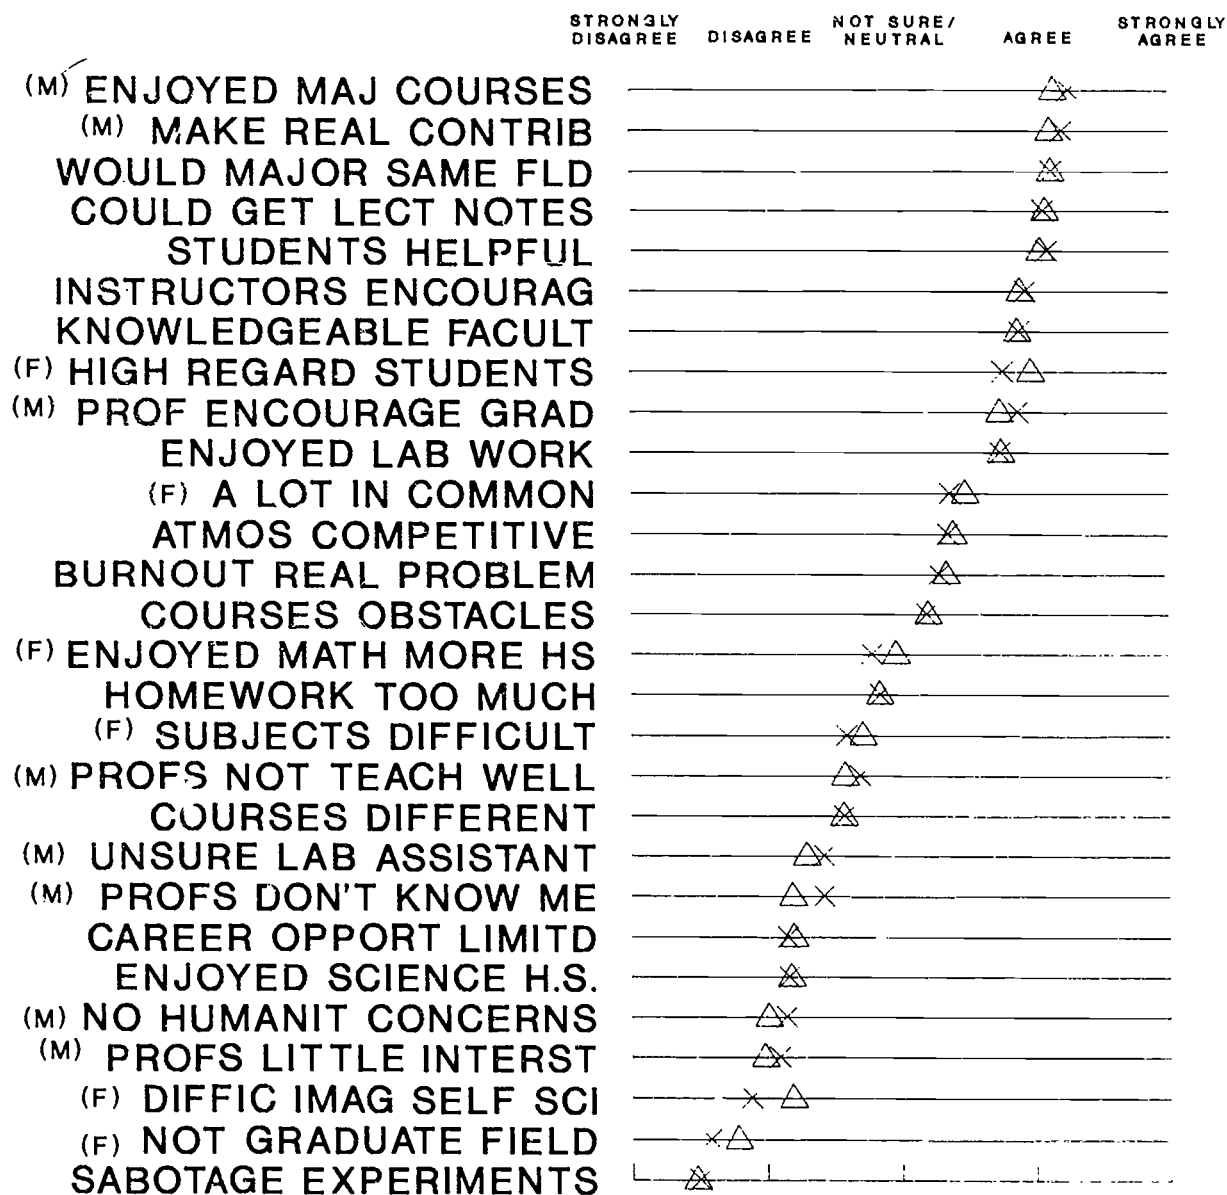 STRONGLY DISAGREE DISAGREE NOT SURE/ NEUTRAL AGREE STRONGLY AGREE
(M) ENJOYED MAJ COURSES
(M) MAKE REAL CONTRIB
WOULD MAJOR SAME FLD
COULD GET LECT NOTES
STUDENTS HELPFUL
INSTRUCTORS ENCOURAG
KNOWLEDGEABLE FACULT
(F) HIGH REGARD STUDENTS
(M) PROF ENCOURAGE GRAD
ENJOYED LAB WORK
(F) A LOT IN COMMON
ATMOS COMPETITIVE
BURNOUT REAL PROBLEM
COURSES OBSTACLES
(F) ENJOYED MATH MORE HS
HOMEWORK TOO MUCH
(F) SUBJECTS DIFFICULT
(M) PROFS NOT TEACH WELL
COURSES DIFFERENT
(M) UNSURE LAB ASSISTANT
(M) PROFS DON'T KNOW ME
CAREER OPPORT LIMITD
ENJOYED SCIENCE H.S.
(M) NO HUMANIT CONCERNS
(M) PROFS LITTLE INTERST
(F) DIFFIC IMAG SELF SCI
(F) NOT GRADUATE FIELD
SABOTAGE EXPERIMENTS